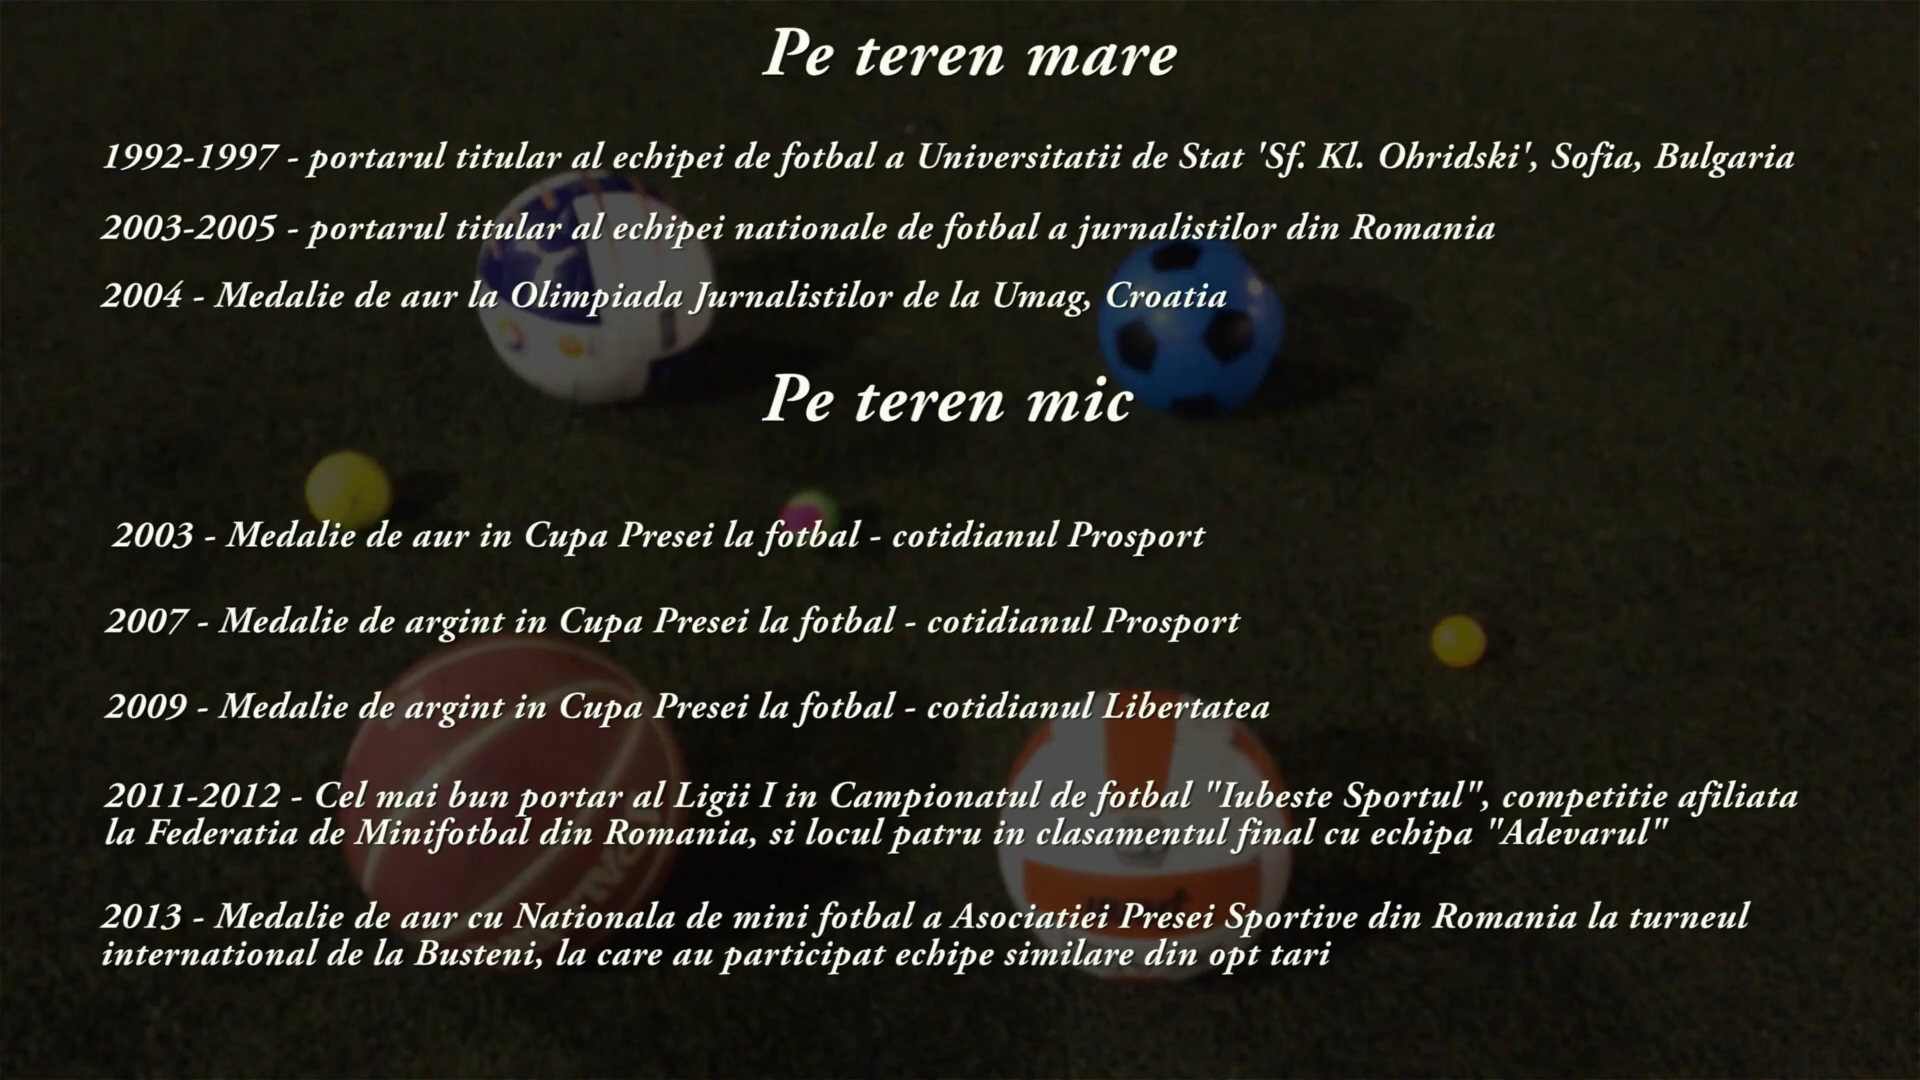 Pe teren mare
1992-1997 - portarul titular al echipei de fotbal a Universitatii de Stat 'Sf. Kl. Ohridski', Sofia, Bulgaria
2003-2005 - portarul titular al echipei nationale de fotbal a jurnalistilor din Romania
2004 - Medalie de aur la Olimpiada Jurnalistilor de la Umag, Croatia
Pe teren mic
2003 - Medalie de aur in Cupa Presei la fotbal - cotidianul Prosport
2007 - Medalie de argint in Cupa Presei la fotbal - cotidianul Prosport
2009 - Medalie de argint in Cupa Presei la fotbal - cotidianul Libertatea
2011-2012 - Cel mai bun portar al Ligii I in Campionatul de fotbal "Iubeste Sportul", competitie afiliata
la Federatia de Minifotbal din Romania, si locul patru in clasamentul final cu echipa "Adevarul"
2013 - Medalie de aur cu Nationala de mini fotbal a Asociatiei Presei Sportive din Romania la turneul
international de la Busteni, la care au participat echipe similare din opt tari